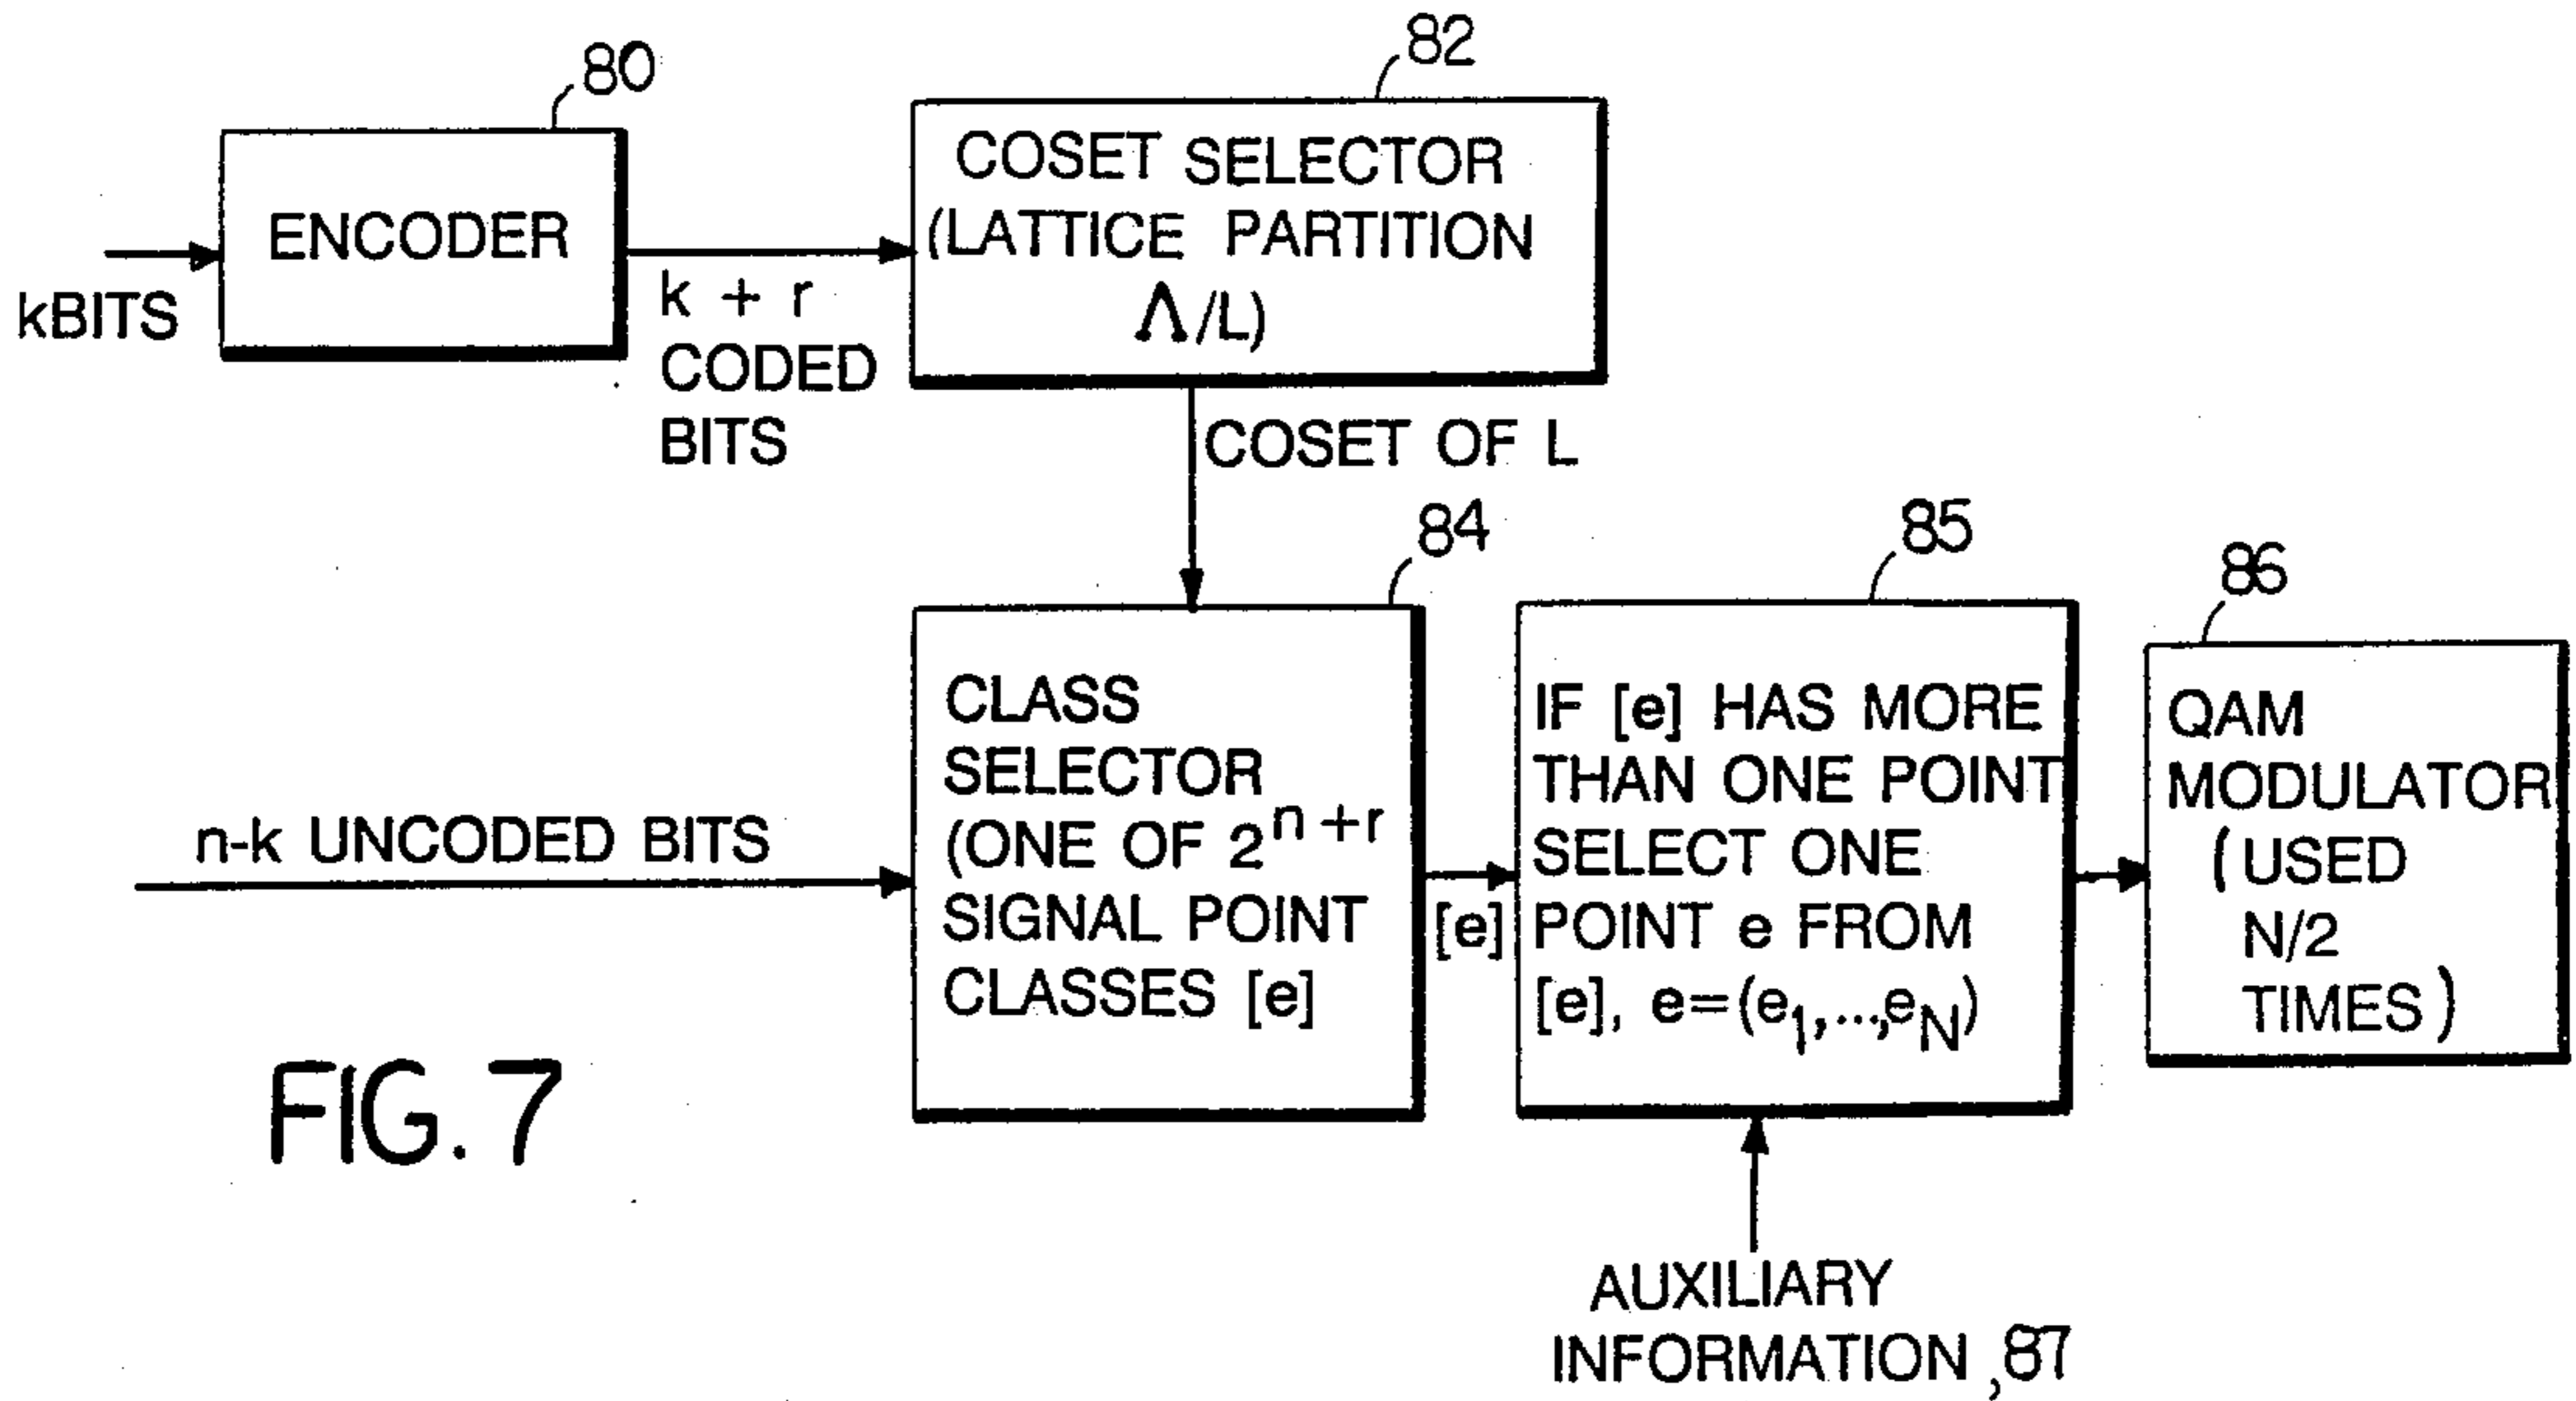 80
ENCODER
kBITS
k + r
CODED
BITS
82
COSET SELECTOR
(LATTICE PARTITION
Λ/L)
COSET OF L
84
CLASS
SELECTOR
(ONE OF 2^{n+r}
SIGNAL POINT
CLASSES [e]
n-k UNCODED BITS
[e]
85
IF [e] HAS MORE
THAN ONE POINT
SELECT ONE
POINT e FROM
[e], e=(e₁,...,e_N)
86
QAM
MODULATOR
(USED
N/2
TIMES)
AUXILIARY
INFORMATION ,87
FIG. 7